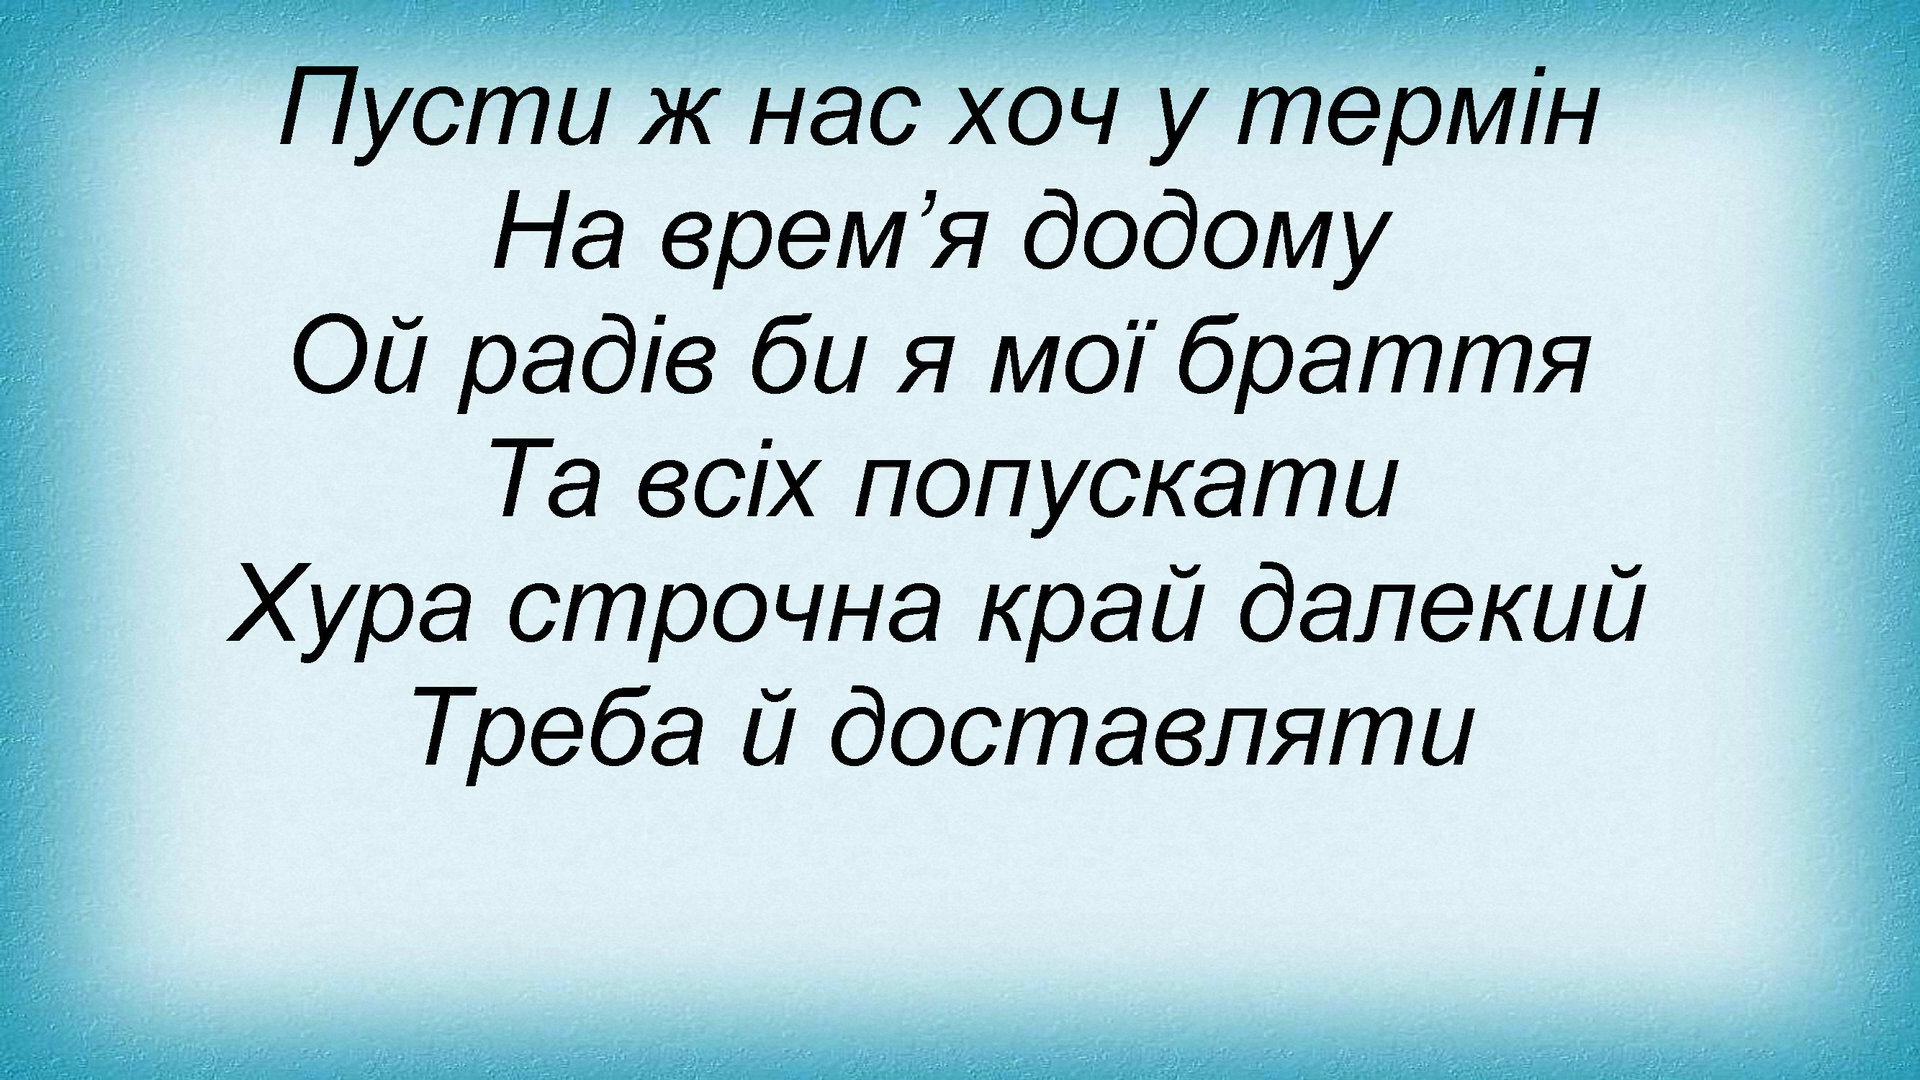 Пусти ж нас хоч у термін
На врем’я додому
Ой радів би я мої браття
Та всіх попускати
Хура строчна край далекий
Треба й доставляти